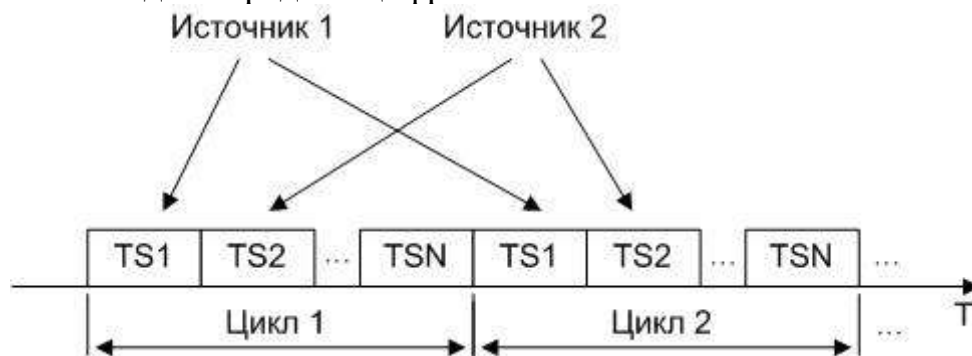 Источник 1 Источник 2
TS1 TS2 ... TSN TS1 TS2 ... TSN ...
T
Цикл 1 Цикл 2 ...